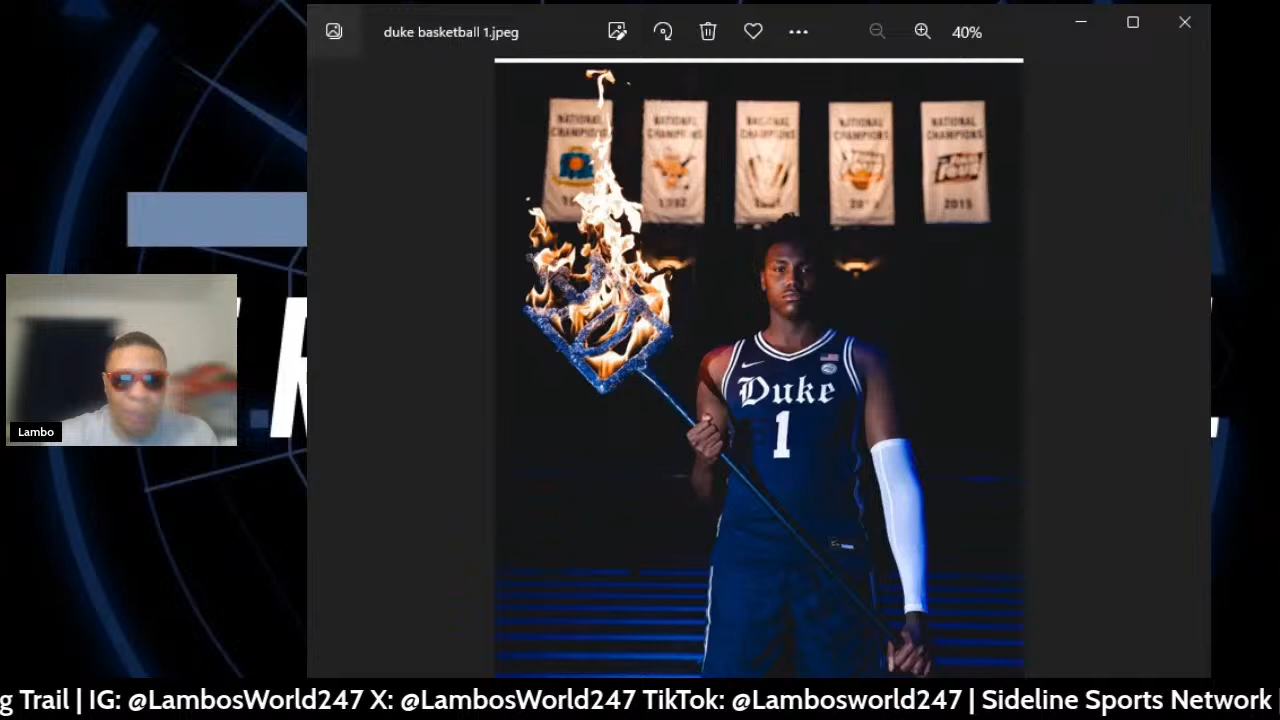 duke basketball 1.jpeg
40%
NATIONAL CHAMPIONS
NATIONAL CHAMPIONS
1992
NATIONAL CHAMPIONS
NATIONAL CHAMPIONS
NATIONAL CHAMPIONS
2015
Duke
1
Lambo
g Trail | IG: @LambosWorld247 X: @LambosWorld247 TikTok: @Lambosworld247 | Sideline Sports Network